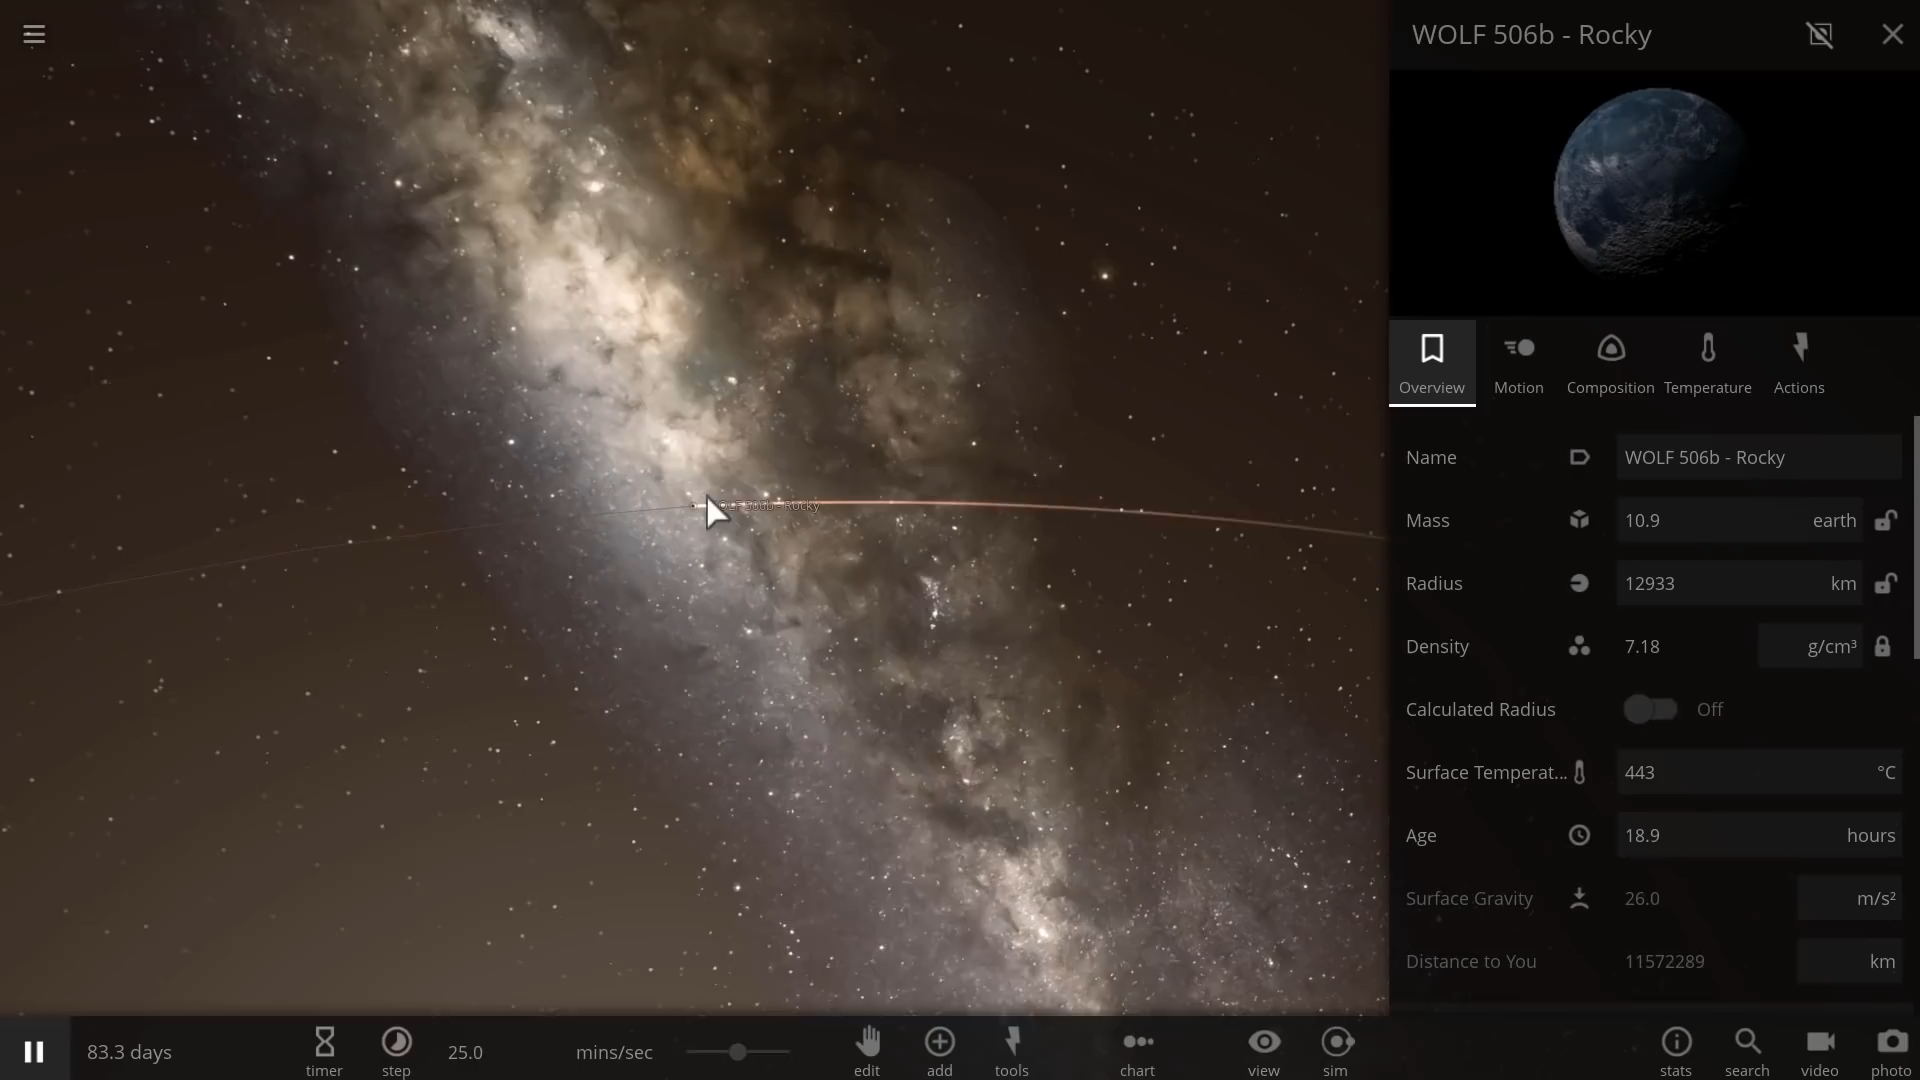 WOLF 506b - Rocky
Overview
Motion
Composition
Temperature
Actions
Name
WOLF 506b - Rocky
Mass
10.9
earth
Radius
12933
km
Density
7.18
g/cm³
Calculated Radius
Off
Surface Temperat...
443
°C
Age
18.9
hours
Surface Gravity
26.0
m/s²
Distance to You
11572289
km
WOLF 506b - Rocky
83.3 days
timer
step
25.0
mins/sec
edit
add
tools
chart
view
sim
stats
search
video
photo